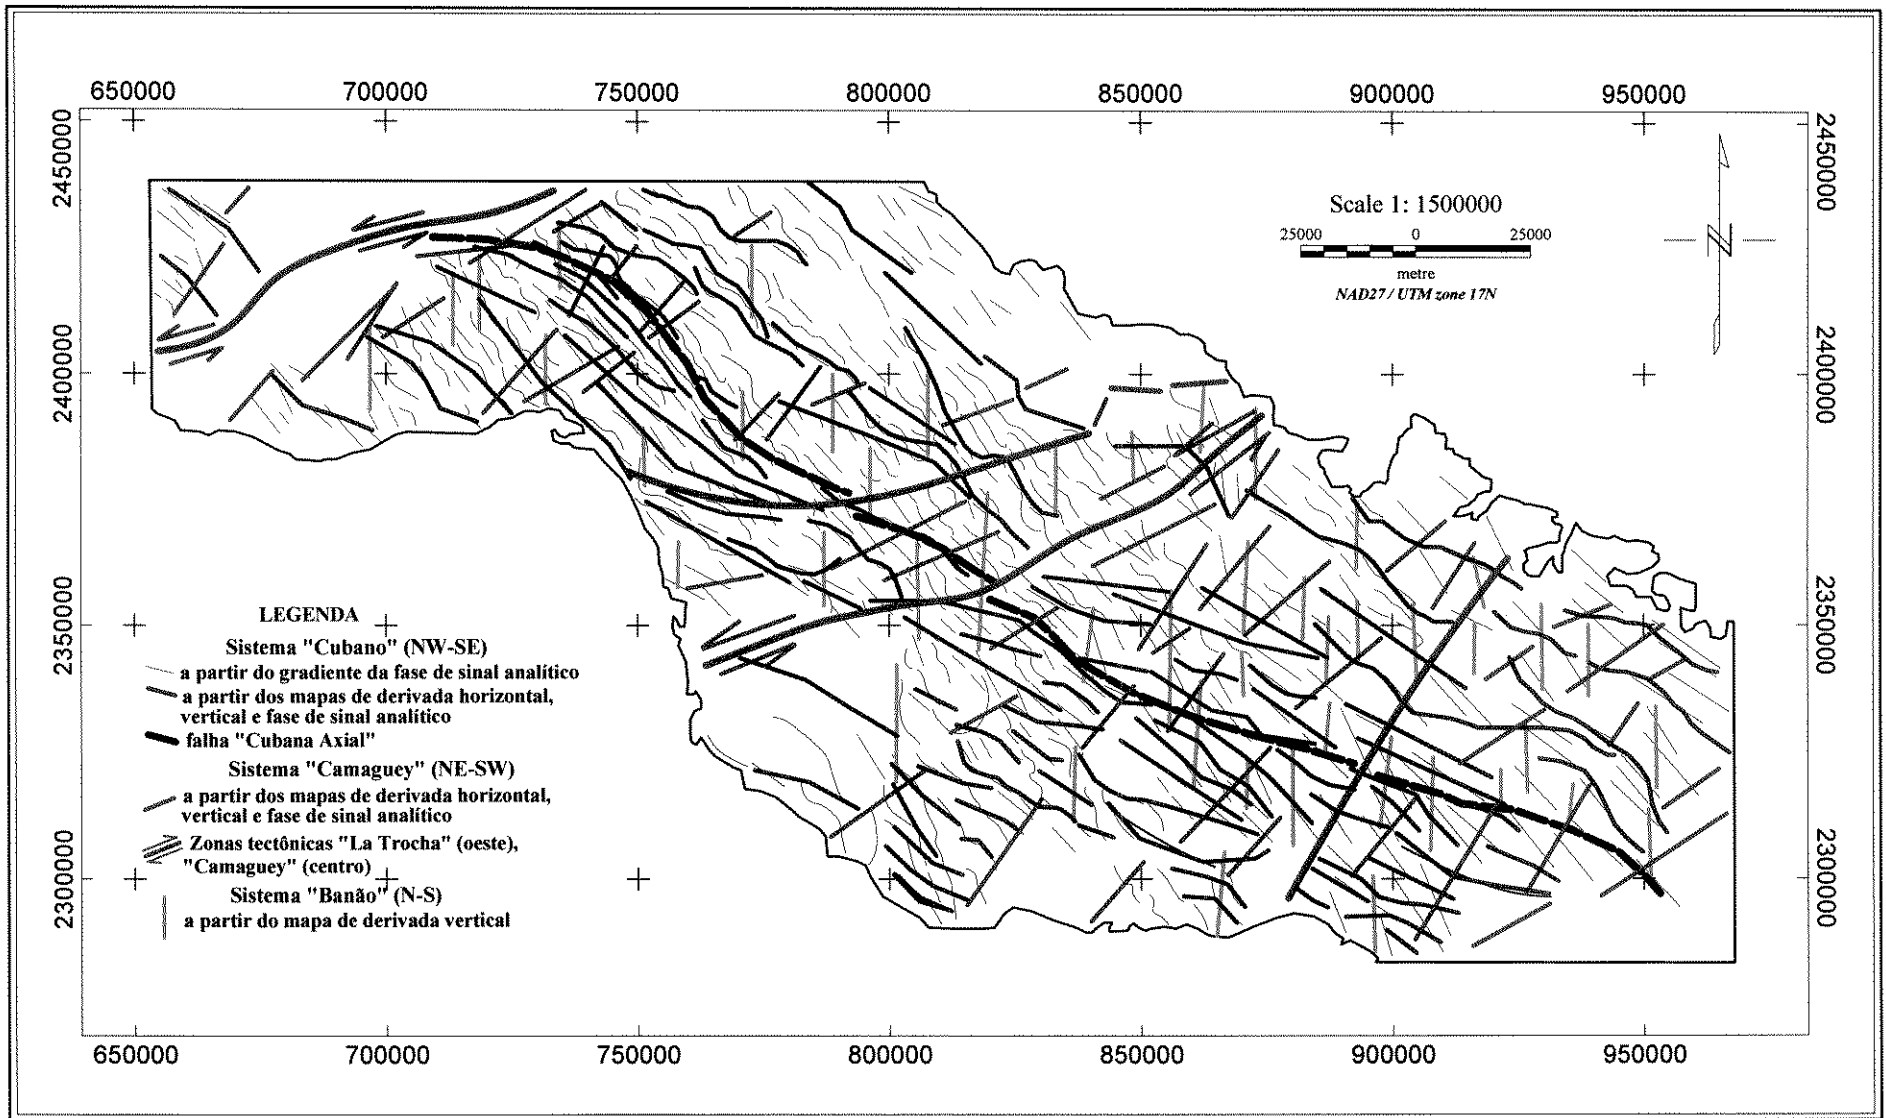 650000 700000 750000 800000 850000 900000 950000
2450000
2400000
2350000
2300000
2450000
2400000
2350000
2300000
Scale 1: 1500000
25000 0 25000
metre
NAD27 / UTM zone 17N
N
LEGENDA
Sistema "Cubano" (NW-SE)
a partir do gradiente da fase de sinal analítico
a partir dos mapas de derivada horizontal,
vertical e fase de sinal analítico
falha "Cubana Axial"
Sistema "Camaguey" (NE-SW)
a partir dos mapas de derivada horizontal,
vertical e fase de sinal analítico
Zonas tectônicas "La Trocha" (oeste),
"Camaguey" (centro)
Sistema "Banão" (N-S)
a partir do mapa de derivada vertical
650000 700000 750000 800000 850000 900000 950000